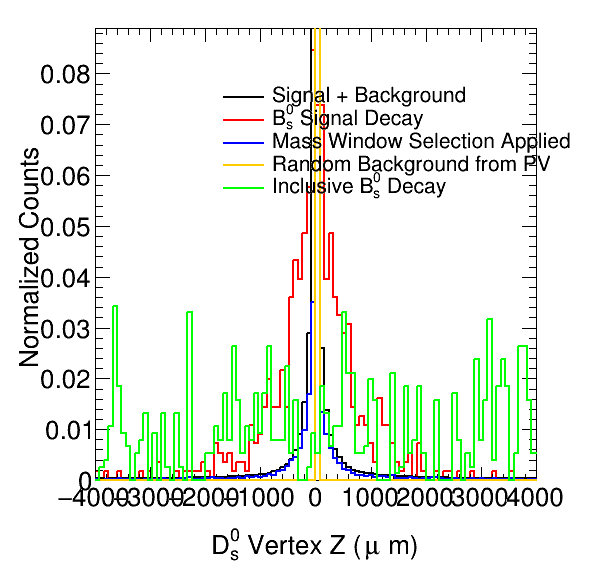 0.08
0.07
0.06
0.05
0.04
0.03
0.02
0.01
0
Normalized Counts
Signal + Background
B⁰ₛ Signal Decay
Mass Window Selection Applied
Random Background from PV
Inclusive B⁰ₛ Decay
−4000 −3000 −2000 −1000 0 1000 2000 3000 4000
D⁰ₛ Vertex Z (μ m)